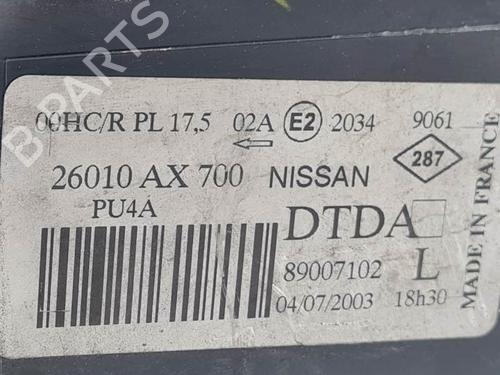 B-PARTS
00HC/R PL 17,5 02A E2 2034 9061
287
26010 AX 700 NISSAN
PU4A
DTDA
89007102 L
04/07/2003 18h30
MADE IN FRANCE